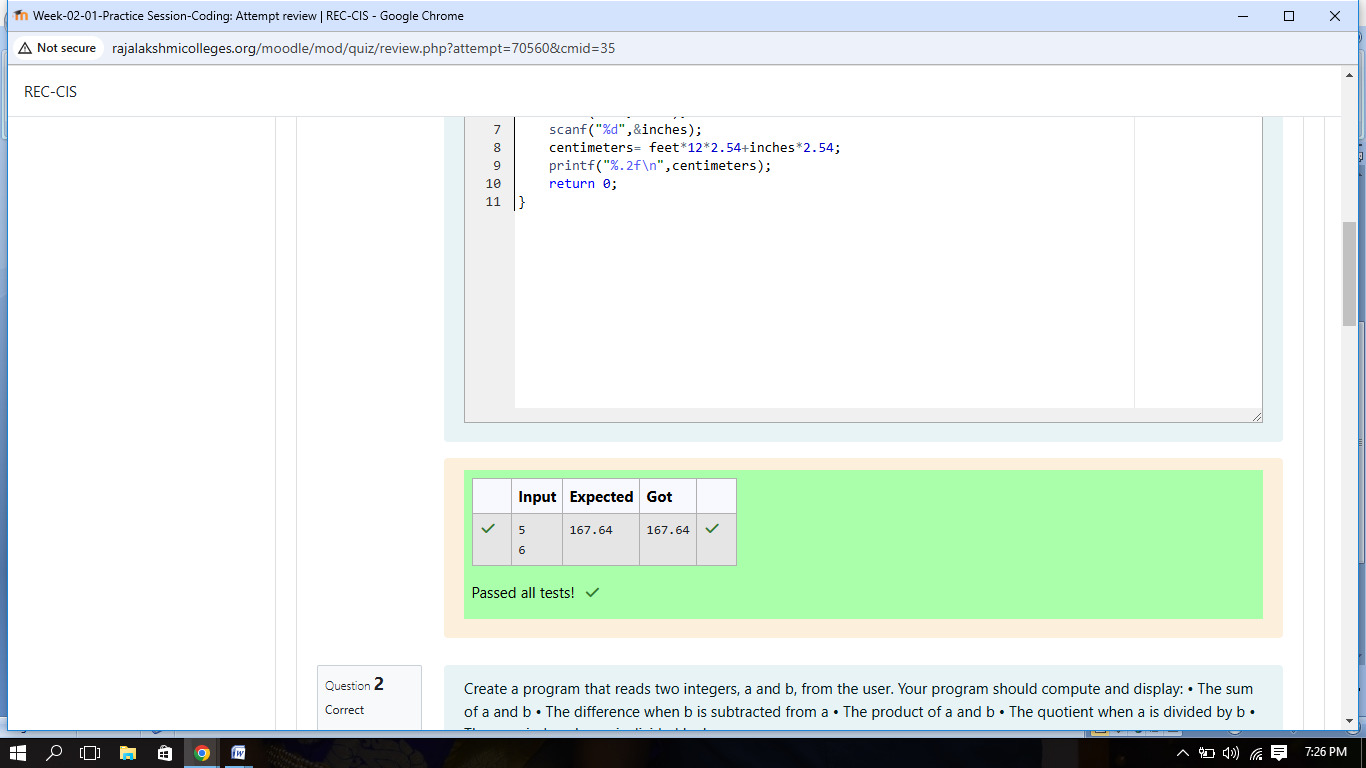 Week-02-01-Practice Session-Coding: Attempt review | REC-CIS - Google Chrome
Not secure rajalakshmicolleges.org/moodle/mod/quiz/review.php?attempt=70560&cmid=35
REC-CIS
7 scanf("%d",&inches);
8 centimeters= feet*12*2.54+inches*2.54;
9 printf("%.2f\n",centimeters);
10 return 0;
11 }
Input Expected Got
5 167.64 167.64
6
Passed all tests!
Question 2
Correct
Create a program that reads two integers, a and b, from the user. Your program should compute and display: • The sum
of a and b • The difference when b is subtracted from a • The product of a and b • The quotient when a is divided by b •
7:26 PM